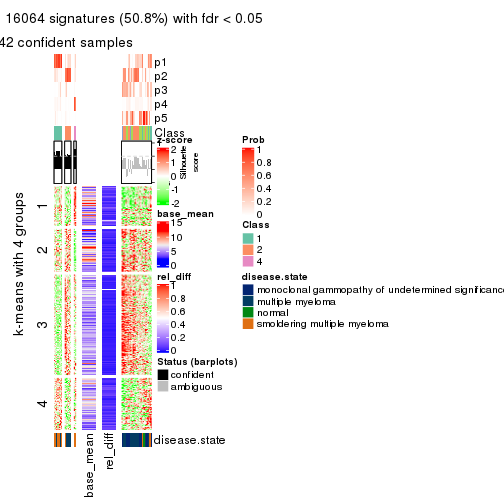 16064 signatures (50.8%) with fdr < 0.05
42 confident samples
p1
p2
p3
p4
p5
Class
z-score
2
1
0
-1
-2
Silhouette
score
base_mean
15
10
5
0
rel_diff
1
0.8
0.6
0.4
0.2
0
Status (barplots)
confident
ambiguous
Prob
1
0.8
0.6
0.4
0.2
0
Class
1
2
4
disease.state
monoclonal gammopathy of undetermined significance
multiple myeloma
normal
smoldering multiple myeloma
k-means with 4 groups
1
2
3
4
base_mean
rel_diff
disease.state